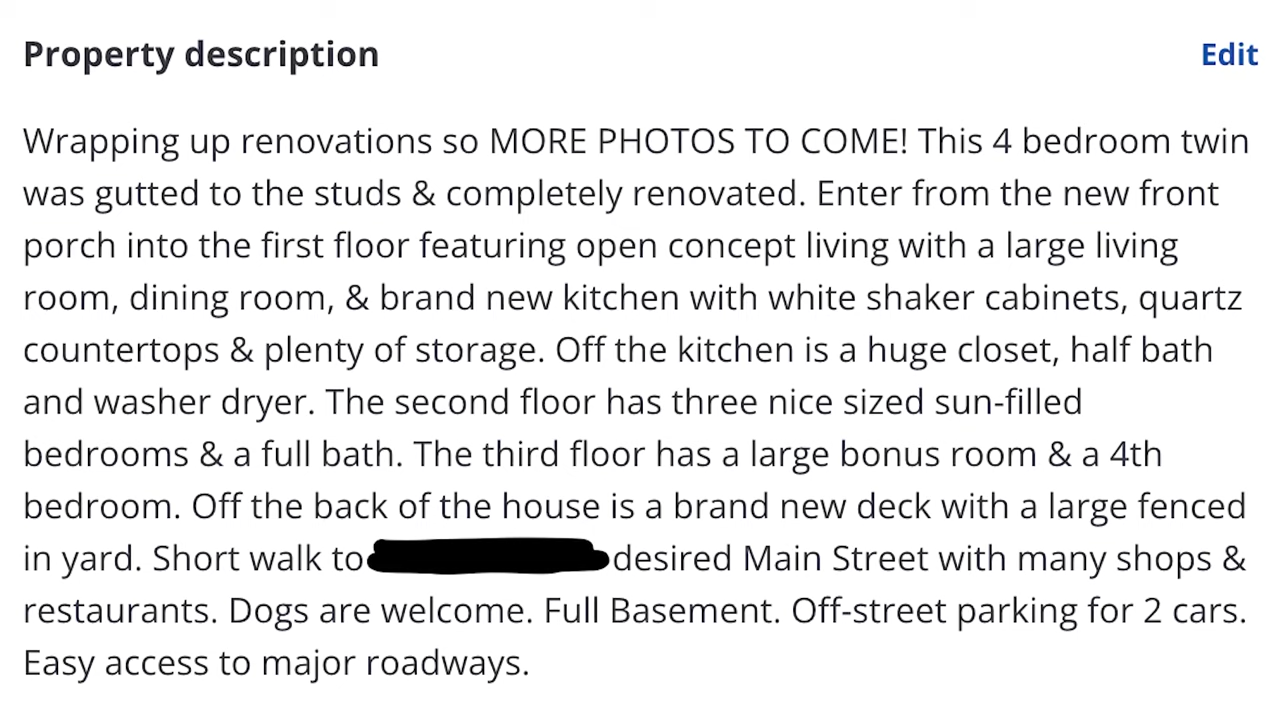 Property description
Edit
Wrapping up renovations so MORE PHOTOS TO COME! This 4 bedroom twin
was gutted to the studs & completely renovated. Enter from the new front
porch into the first floor featuring open concept living with a large living
room, dining room, & brand new kitchen with white shaker cabinets, quartz
countertops & plenty of storage. Off the kitchen is a huge closet, half bath
and washer dryer. The second floor has three nice sized sun-filled
bedrooms & a full bath. The third floor has a large bonus room & a 4th
bedroom. Off the back of the house is a brand new deck with a large fenced
in yard. Short walk to desired Main Street with many shops &
restaurants. Dogs are welcome. Full Basement. Off-street parking for 2 cars.
Easy access to major roadways.